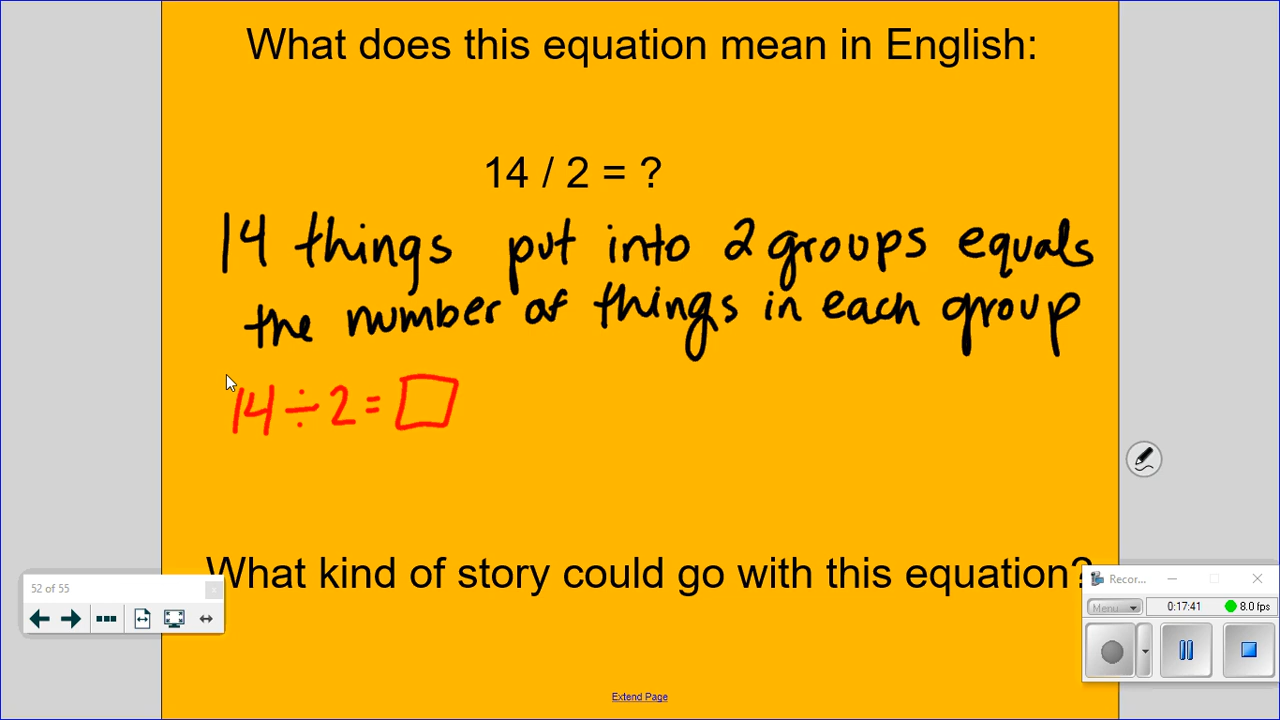 What does this equation mean in English:
14 / 2 = ?
14 things put into 2 groups equals
the number of things in each group
14 ÷ 2 = □
What kind of story could go with this equation?
52 of 55
Recor...
Menu
0:17:41
8.0 fps
Extend Page